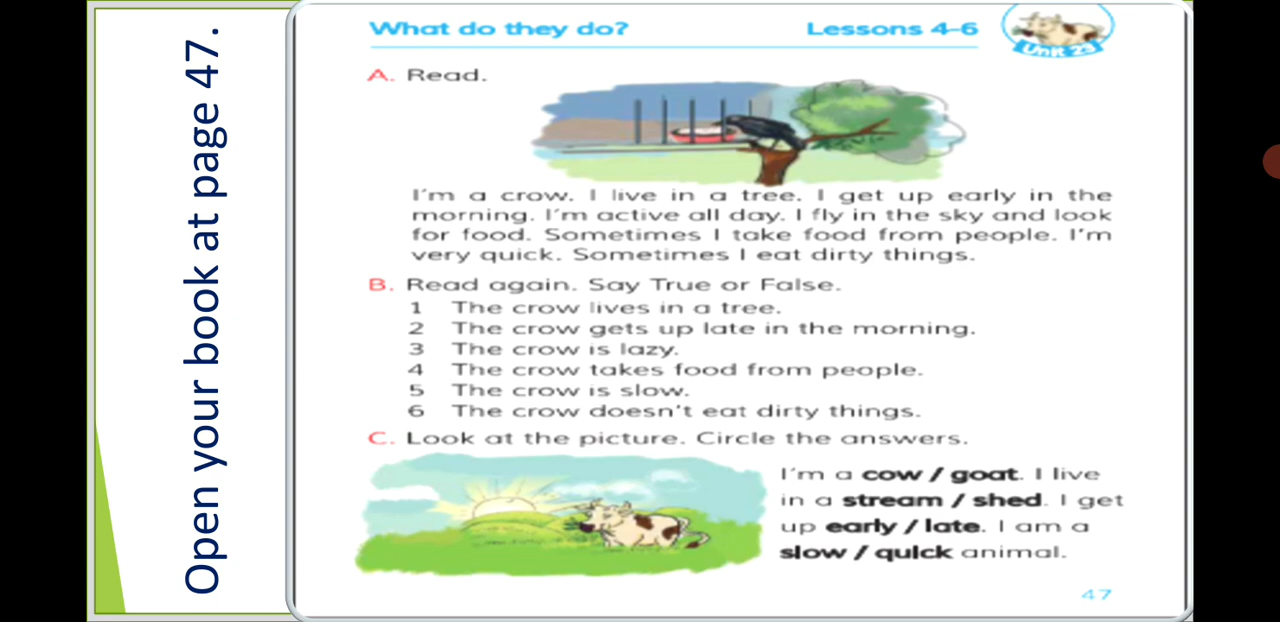 Open your book at page 47.
What do they do? Lessons 4-6
Unit 23
A. Read.
I'm a crow. I live in a tree. I get up early in the
morning. I'm active all day. I fly in the sky and look
for food. Sometimes I take food from people. I'm
very quick. Sometimes I eat dirty things.
B. Read again. Say True or False.
1 The crow lives in a tree.
2 The crow gets up late in the morning.
3 The crow is lazy.
4 The crow takes food from people.
5 The crow is slow.
6 The crow doesn't eat dirty things.
C. Look at the picture. Circle the answers.
I'm a cow / goat. I live
in a stream / shed. I get
up early / late. I am a
slow / quick animal.
47